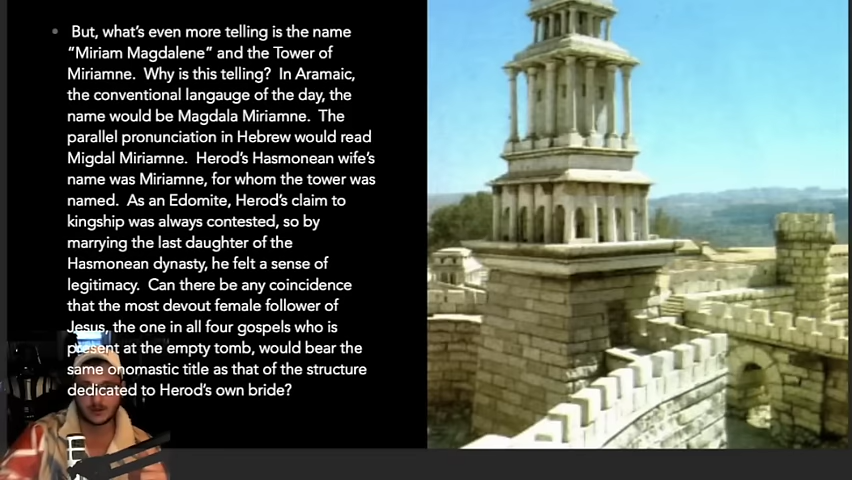 But, what's even more telling is the name
"Miriam Magdalene" and the Tower of
Miriamne. Why is this telling? In Aramaic,
the conventional langauge of the day, the
name would be Magdala Miriamne. The
parallel pronunciation in Hebrew would read
Migdal Miriamne. Herod's Hasmonean wife's
name was Miriamne, for whom the tower was
named. As an Edomite, Herod's claim to
kingship was always contested, so by
marrying the last daughter of the
Hasmonean dynasty, he felt a sense of
legitimacy. Can there be any coincidence
that the most devout female follower of
Jesus, the one in all four gospels who is
present at the empty tomb, would bear the
same onomastic title as that of the structure
dedicated to Herod's own bride?